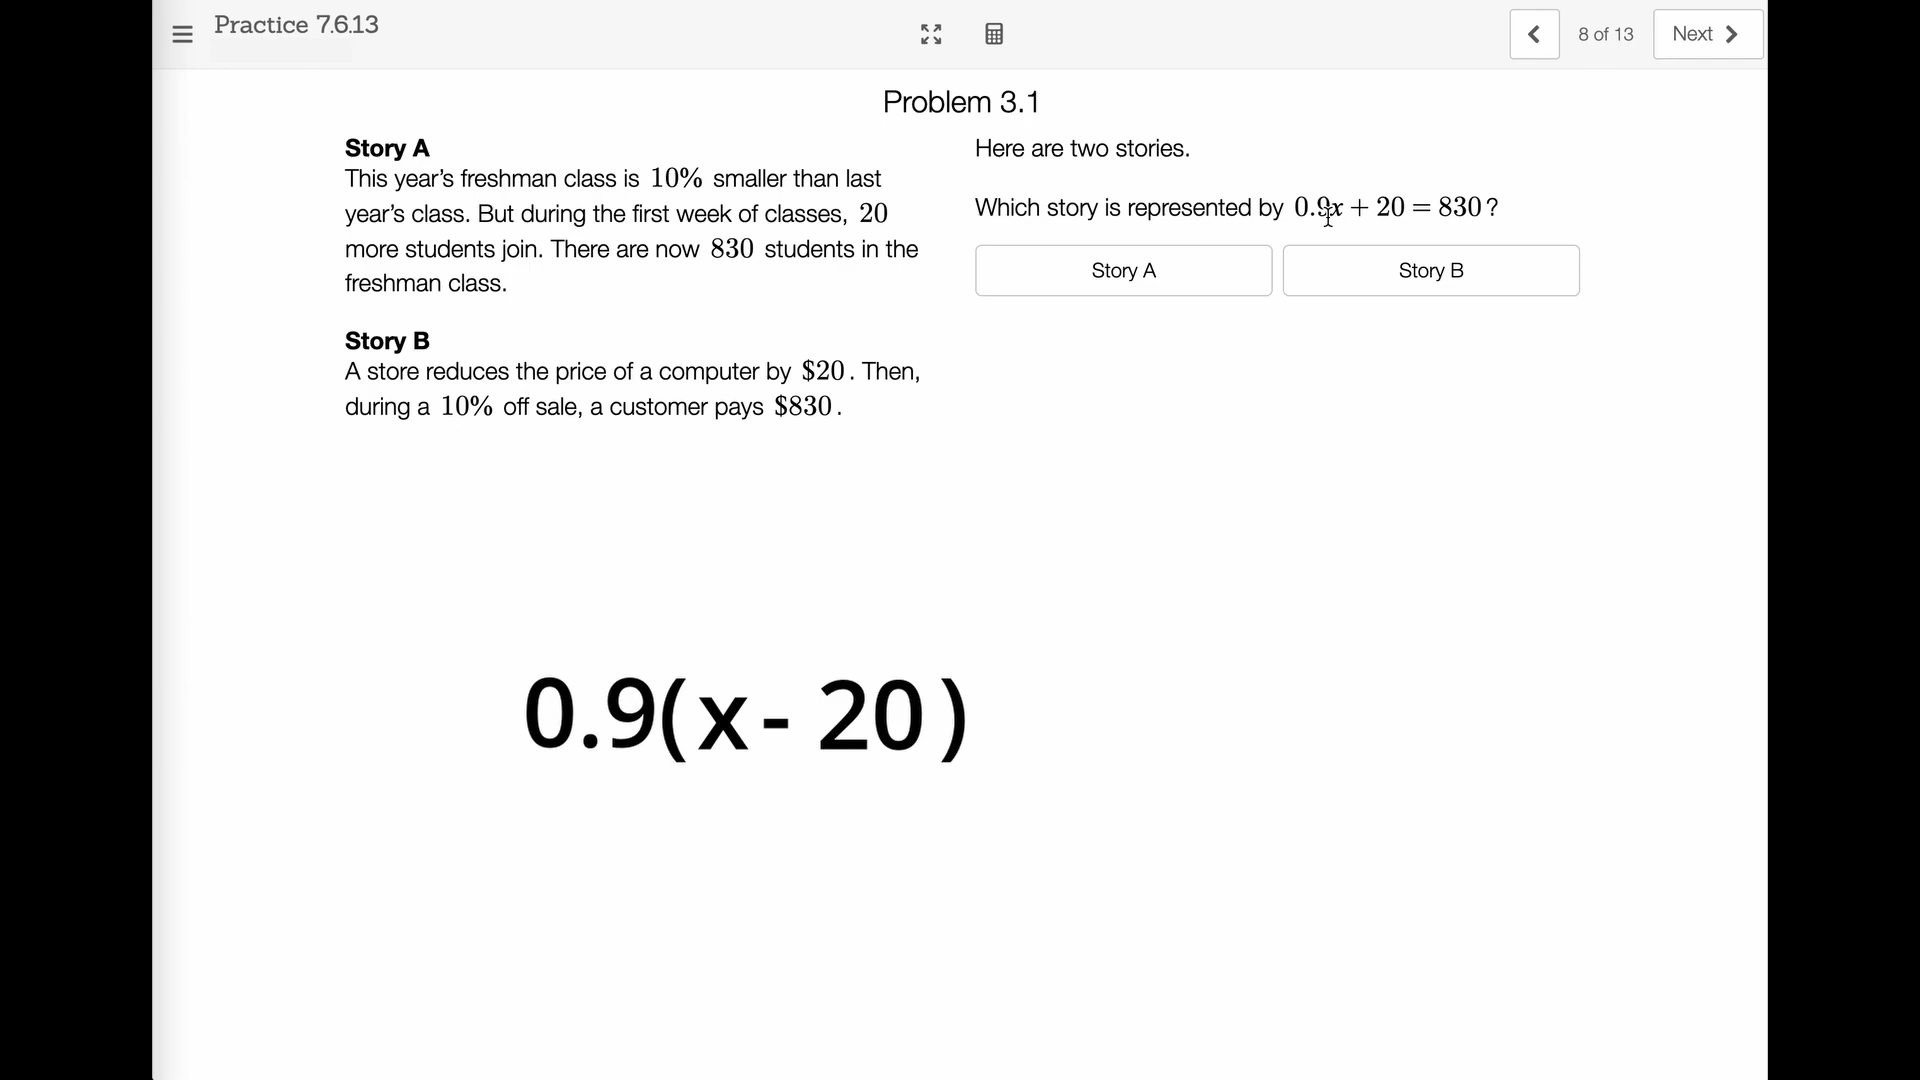 Practice 7.6.13
8 of 13
Next
Problem 3.1
Story A
This year's freshman class is 10% smaller than last
year's class. But during the first week of classes, 20
more students join. There are now 830 students in the
freshman class.
Story B
A store reduces the price of a computer by $20. Then,
during a 10% off sale, a customer pays $830.
Here are two stories.
Which story is represented by 0.9x + 20 = 830?
Story A
Story B
0.9(x- 20)